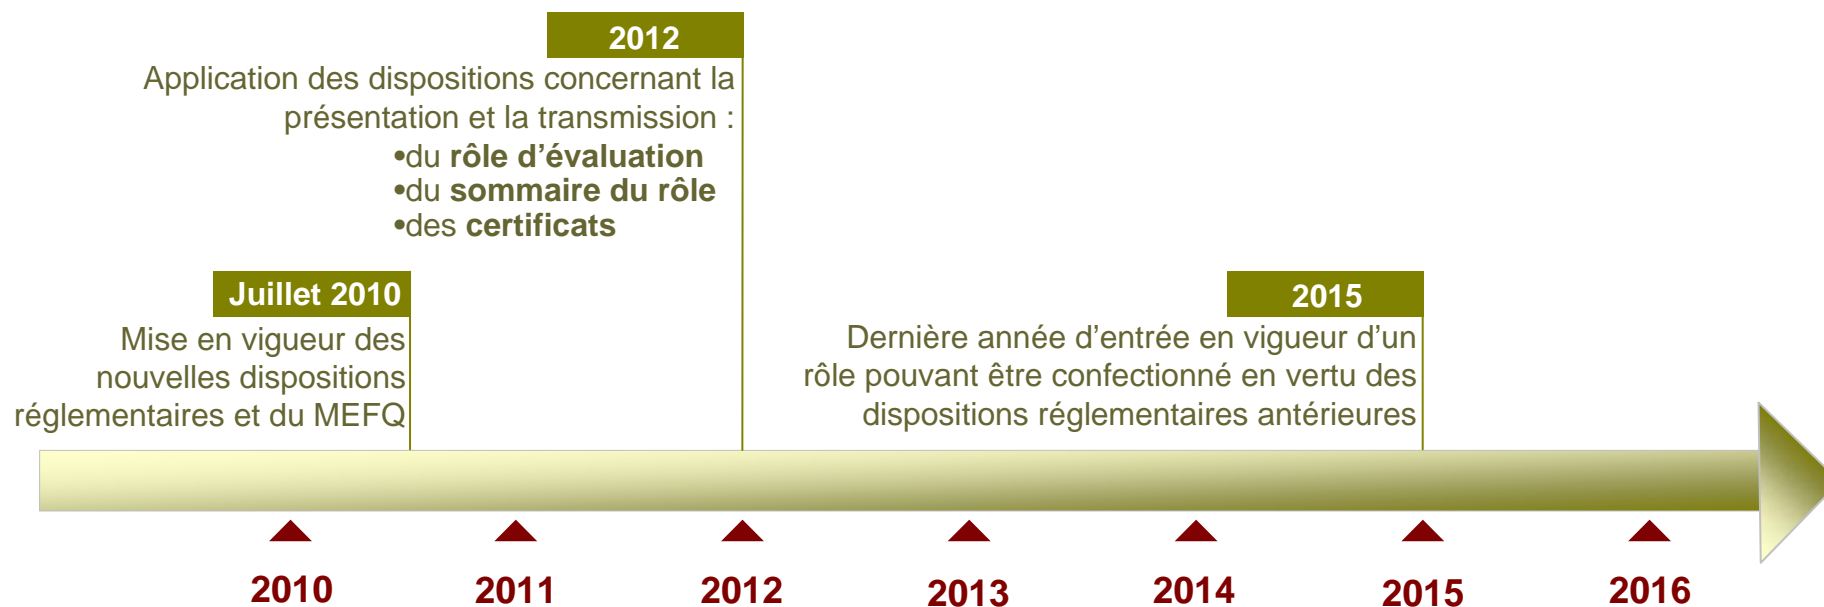 2012
Application des dispositions concernant la
présentation et la transmission :
•du rôle d'évaluation
•du sommaire du rôle
•des certificats
Juillet 2010
Mise en vigueur des
nouvelles dispositions
réglementaires et du MEFQ
2015
Dernière année d'entrée en vigueur d'un
rôle pouvant être confectionné en vertu des
dispositions réglementaires antérieures
2010 2011 2012 2013 2014 2015 2016